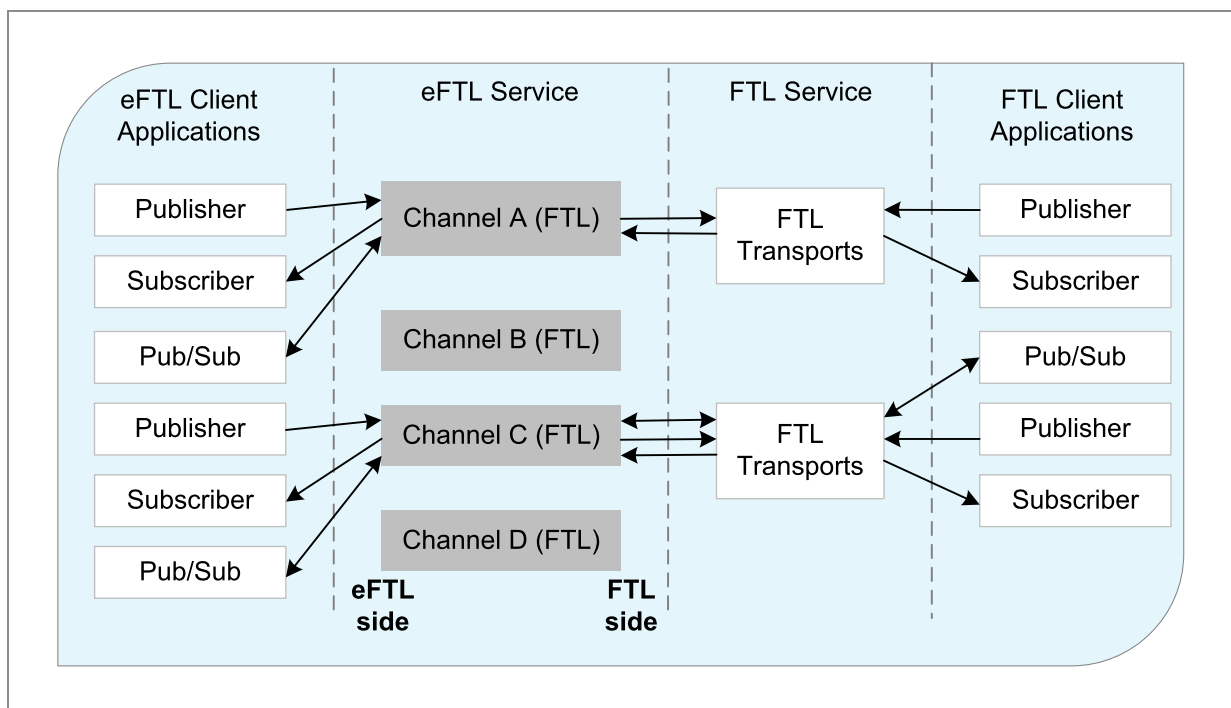 eFTL Client
Applications
eFTL Service
FTL Service
FTL Client
Applications
Publisher
Subscriber
Pub/Sub
Publisher
Subscriber
Pub/Sub
Channel A (FTL)
Channel B (FTL)
Channel C (FTL)
Channel D (FTL)
eFTL
side
FTL
side
FTL
Transports
FTL
Transports
Publisher
Subscriber
Pub/Sub
Publisher
Subscriber